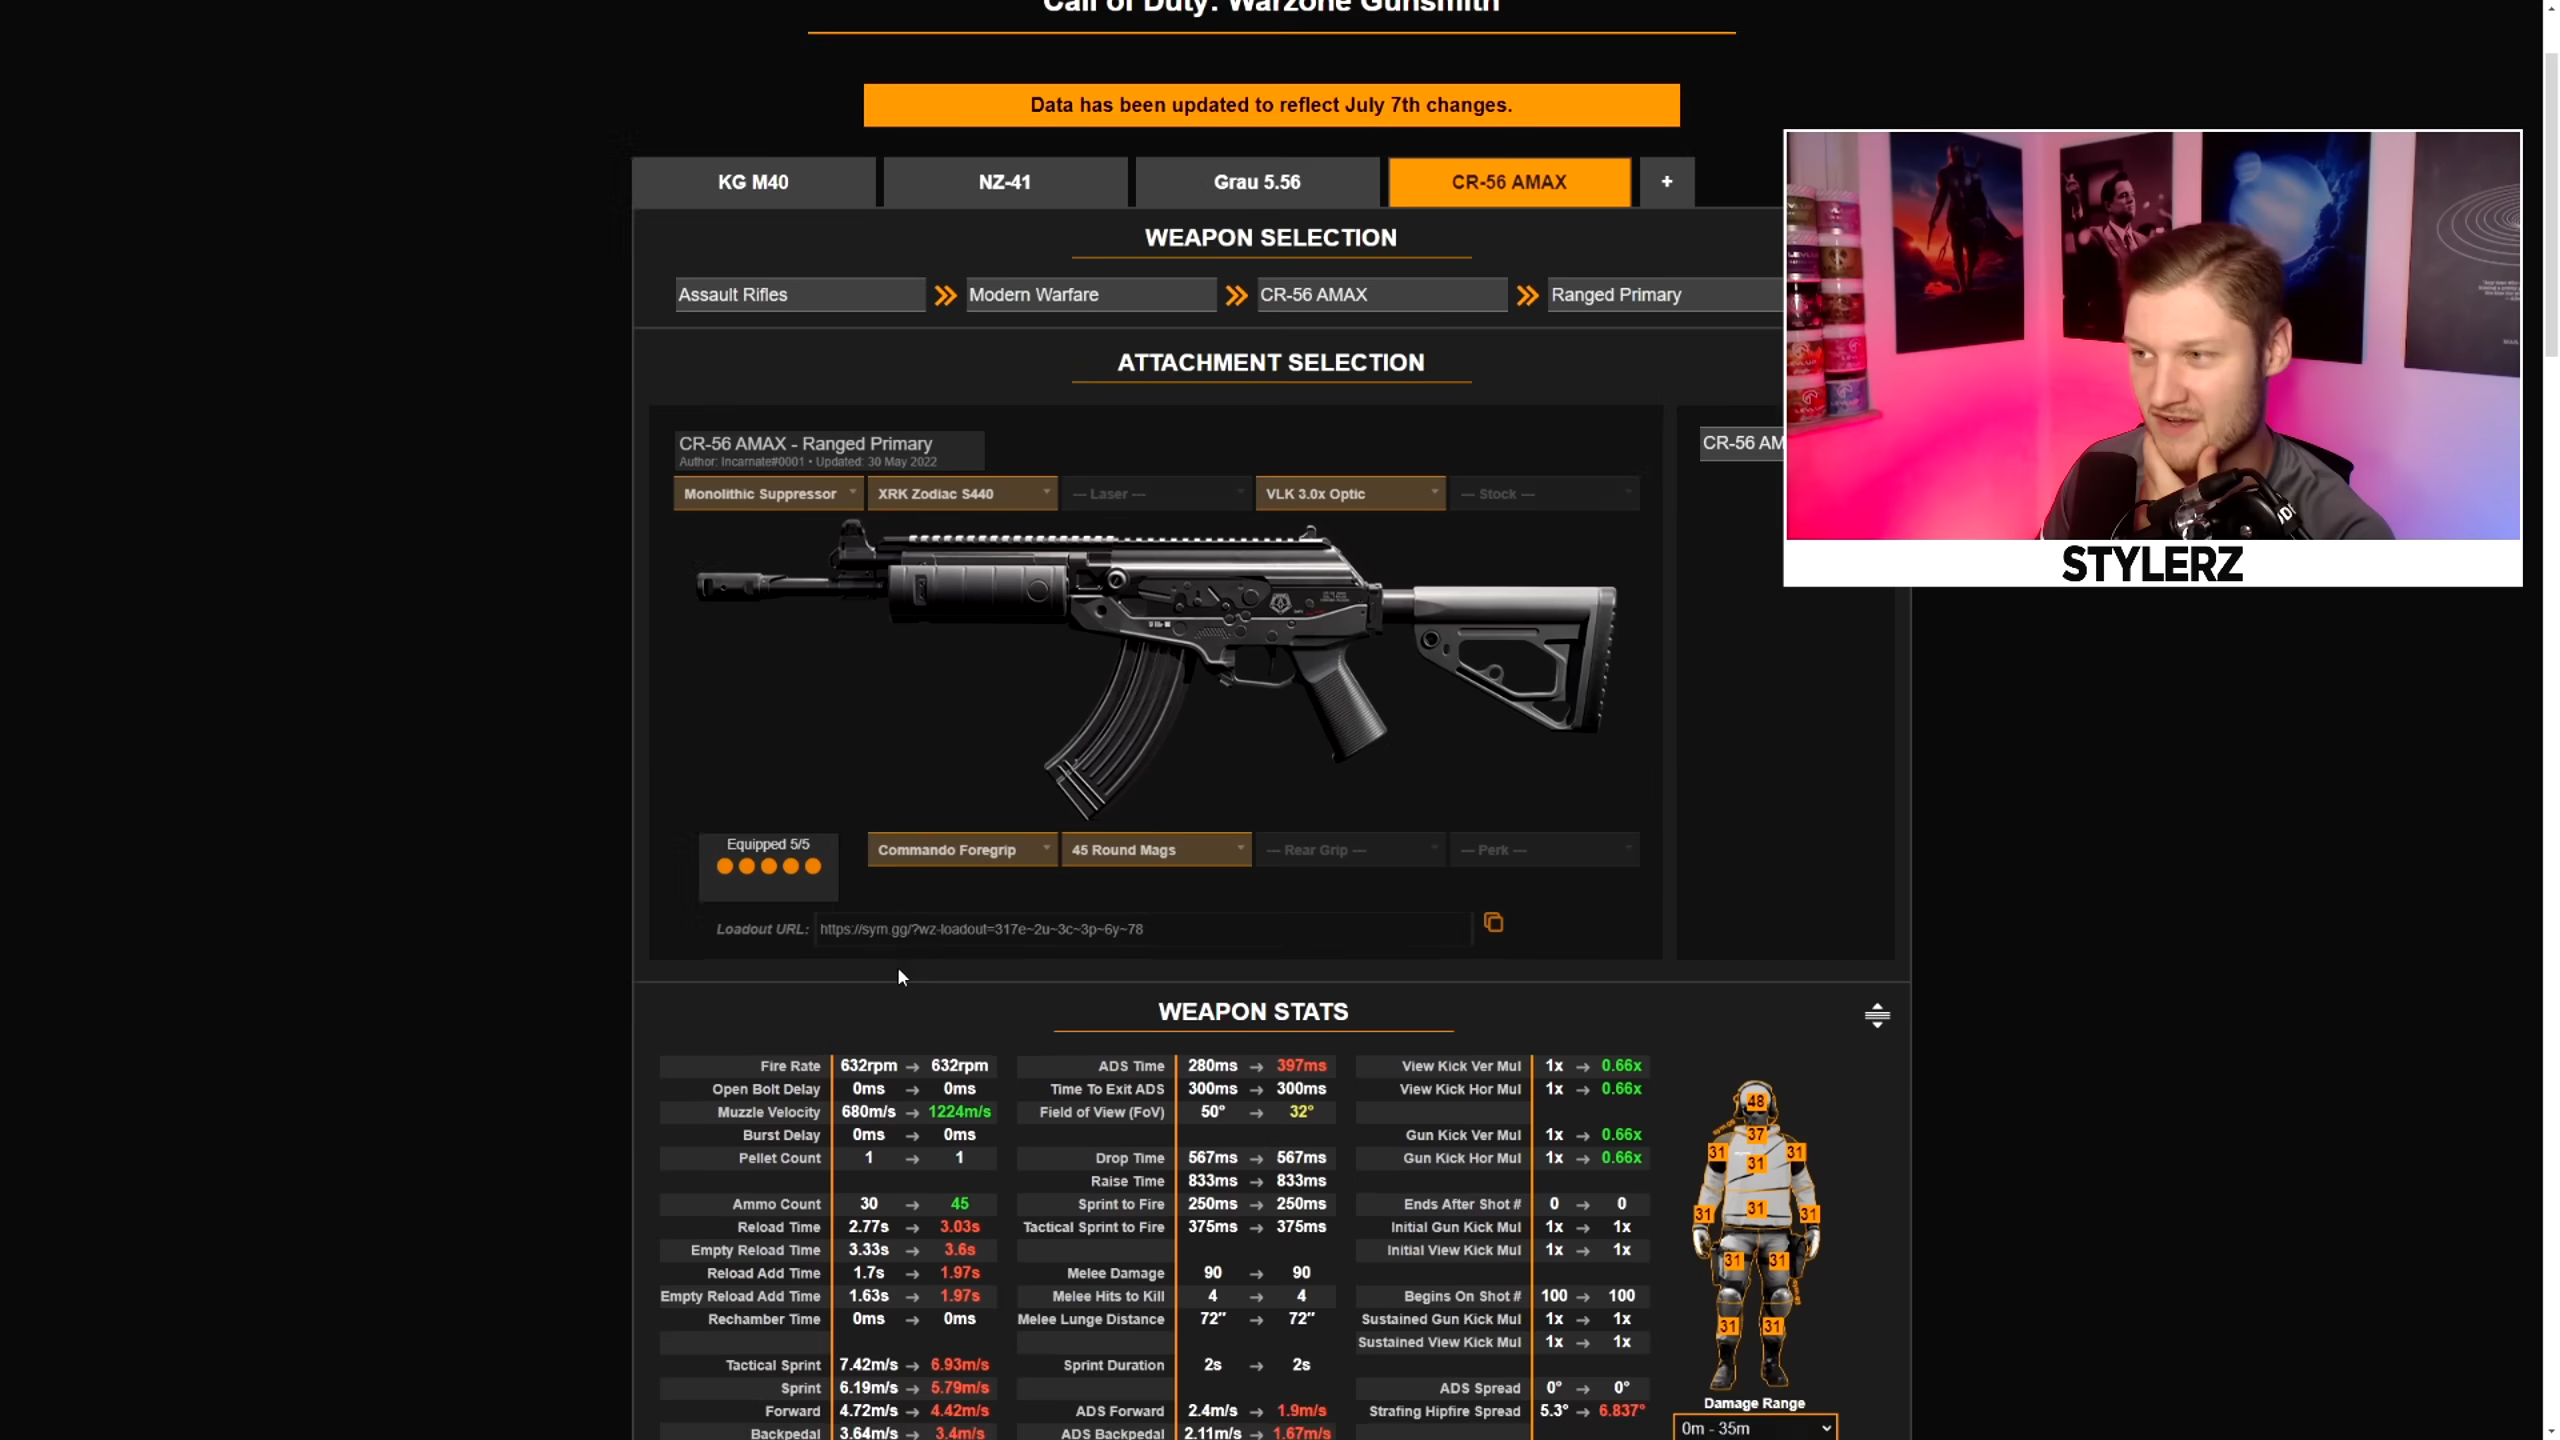 Call of Duty: Warzone Gunsmith
Data has been updated to reflect July 7th changes.
KG M40 NZ-41 Grau 5.56 CR-56 AMAX +
WEAPON SELECTION
Assault Rifles Modern Warfare CR-56 AMAX Ranged Primary
ATTACHMENT SELECTION
CR-56 AMAX - Ranged Primary
Author: Incarnate#0001 • Updated: 30 May 2022
CR-56 AM
Monolithic Suppressor XRK Zodiac S440 --- Laser --- VLK 3.0x Optic --- Stock ---
STYLERZ
Equipped 5/5
Commando Foregrip 45 Round Mags --- Rear Grip --- --- Perk ---
Loadout URL: https://sym.gg/?wz-loadout=317e~2u~3c~3p~6y~78
WEAPON STATS
Fire Rate 632rpm → 632rpm
Open Bolt Delay 0ms → 0ms
Muzzle Velocity 680m/s → 1224m/s
Burst Delay 0ms → 0ms
Pellet Count 1 → 1
Ammo Count 30 → 45
Reload Time 2.77s → 3.03s
Empty Reload Time 3.33s → 3.6s
Reload Add Time 1.7s → 1.97s
Empty Reload Add Time 1.63s → 1.97s
Rechamber Time 0ms → 0ms
Tactical Sprint 7.42m/s → 6.93m/s
Sprint 6.19m/s → 5.79m/s
Forward 4.72m/s → 4.42m/s
Backpedal 3.64m/s → 3.4m/s
ADS Time 280ms → 397ms
Time To Exit ADS 300ms → 300ms
Field of View (FoV) 50° → 32°
Drop Time 567ms → 567ms
Raise Time 833ms → 833ms
Sprint to Fire 250ms → 250ms
Tactical Sprint to Fire 375ms → 375ms
Melee Damage 90 → 90
Melee Hits to Kill 4 → 4
Melee Lunge Distance 72" → 72"
Sprint Duration 2s → 2s
ADS Forward 2.4m/s → 1.9m/s
ADS Backpedal 2.11m/s → 1.67m/s
View Kick Ver Mul 1x → 0.66x
View Kick Hor Mul 1x → 0.66x
Gun Kick Ver Mul 1x → 0.66x
Gun Kick Hor Mul 1x → 0.66x
Ends After Shot # 0 → 0
Initial Gun Kick Mul 1x → 1x
Initial View Kick Mul 1x → 1x
Begins On Shot # 100 → 100
Sustained Gun Kick Mul 1x → 1x
Sustained View Kick Mul 1x → 1x
ADS Spread 0° → 0°
Strafing Hipfire Spread 5.3° → 6.837°
48
37
31 31
31
31
31 31
31 31
31 31
Damage Range
0m - 35m